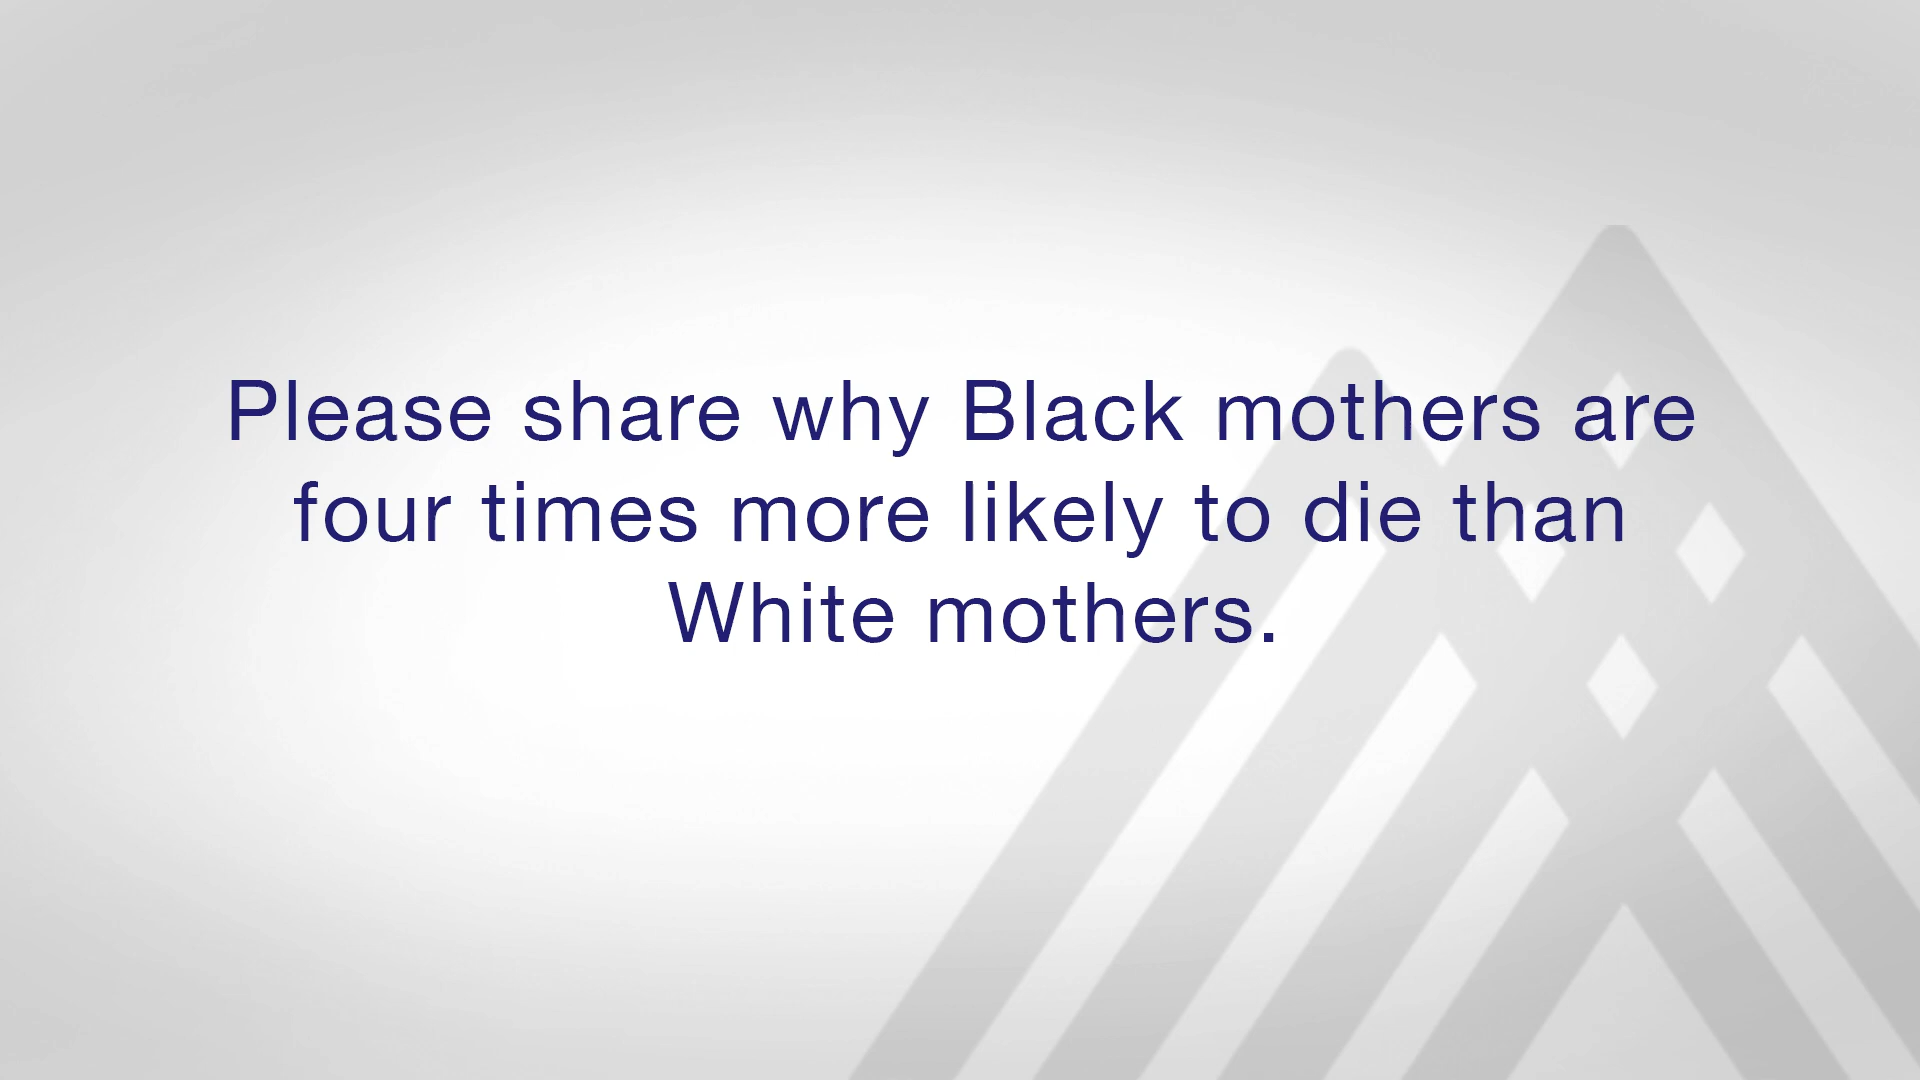 Please share why Black mothers are
four times more likely to die than
White mothers.